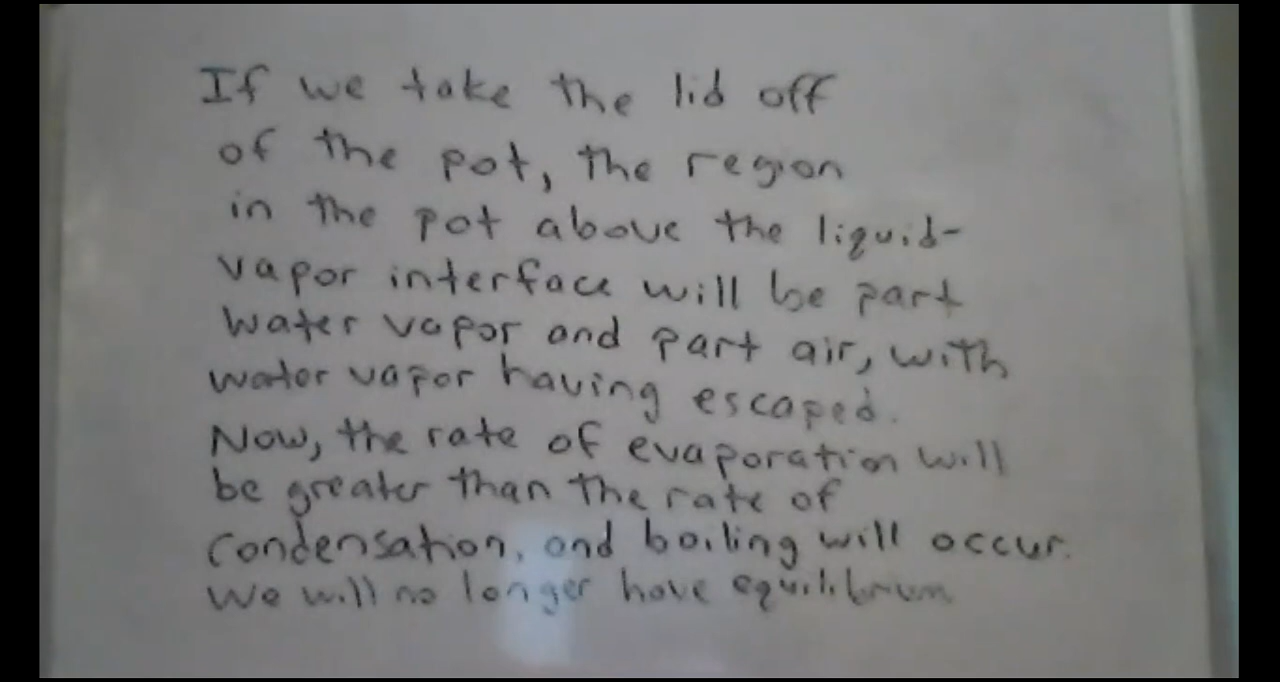 If we take the lid off
of the pot, the region
in the pot above the liquid-
vapor interface will be part
water vapor and part air, with
water vapor having escaped.
Now, the rate of evaporation will
be greater than the rate of
condensation, and boiling will occur.
We will no longer have equilibrium